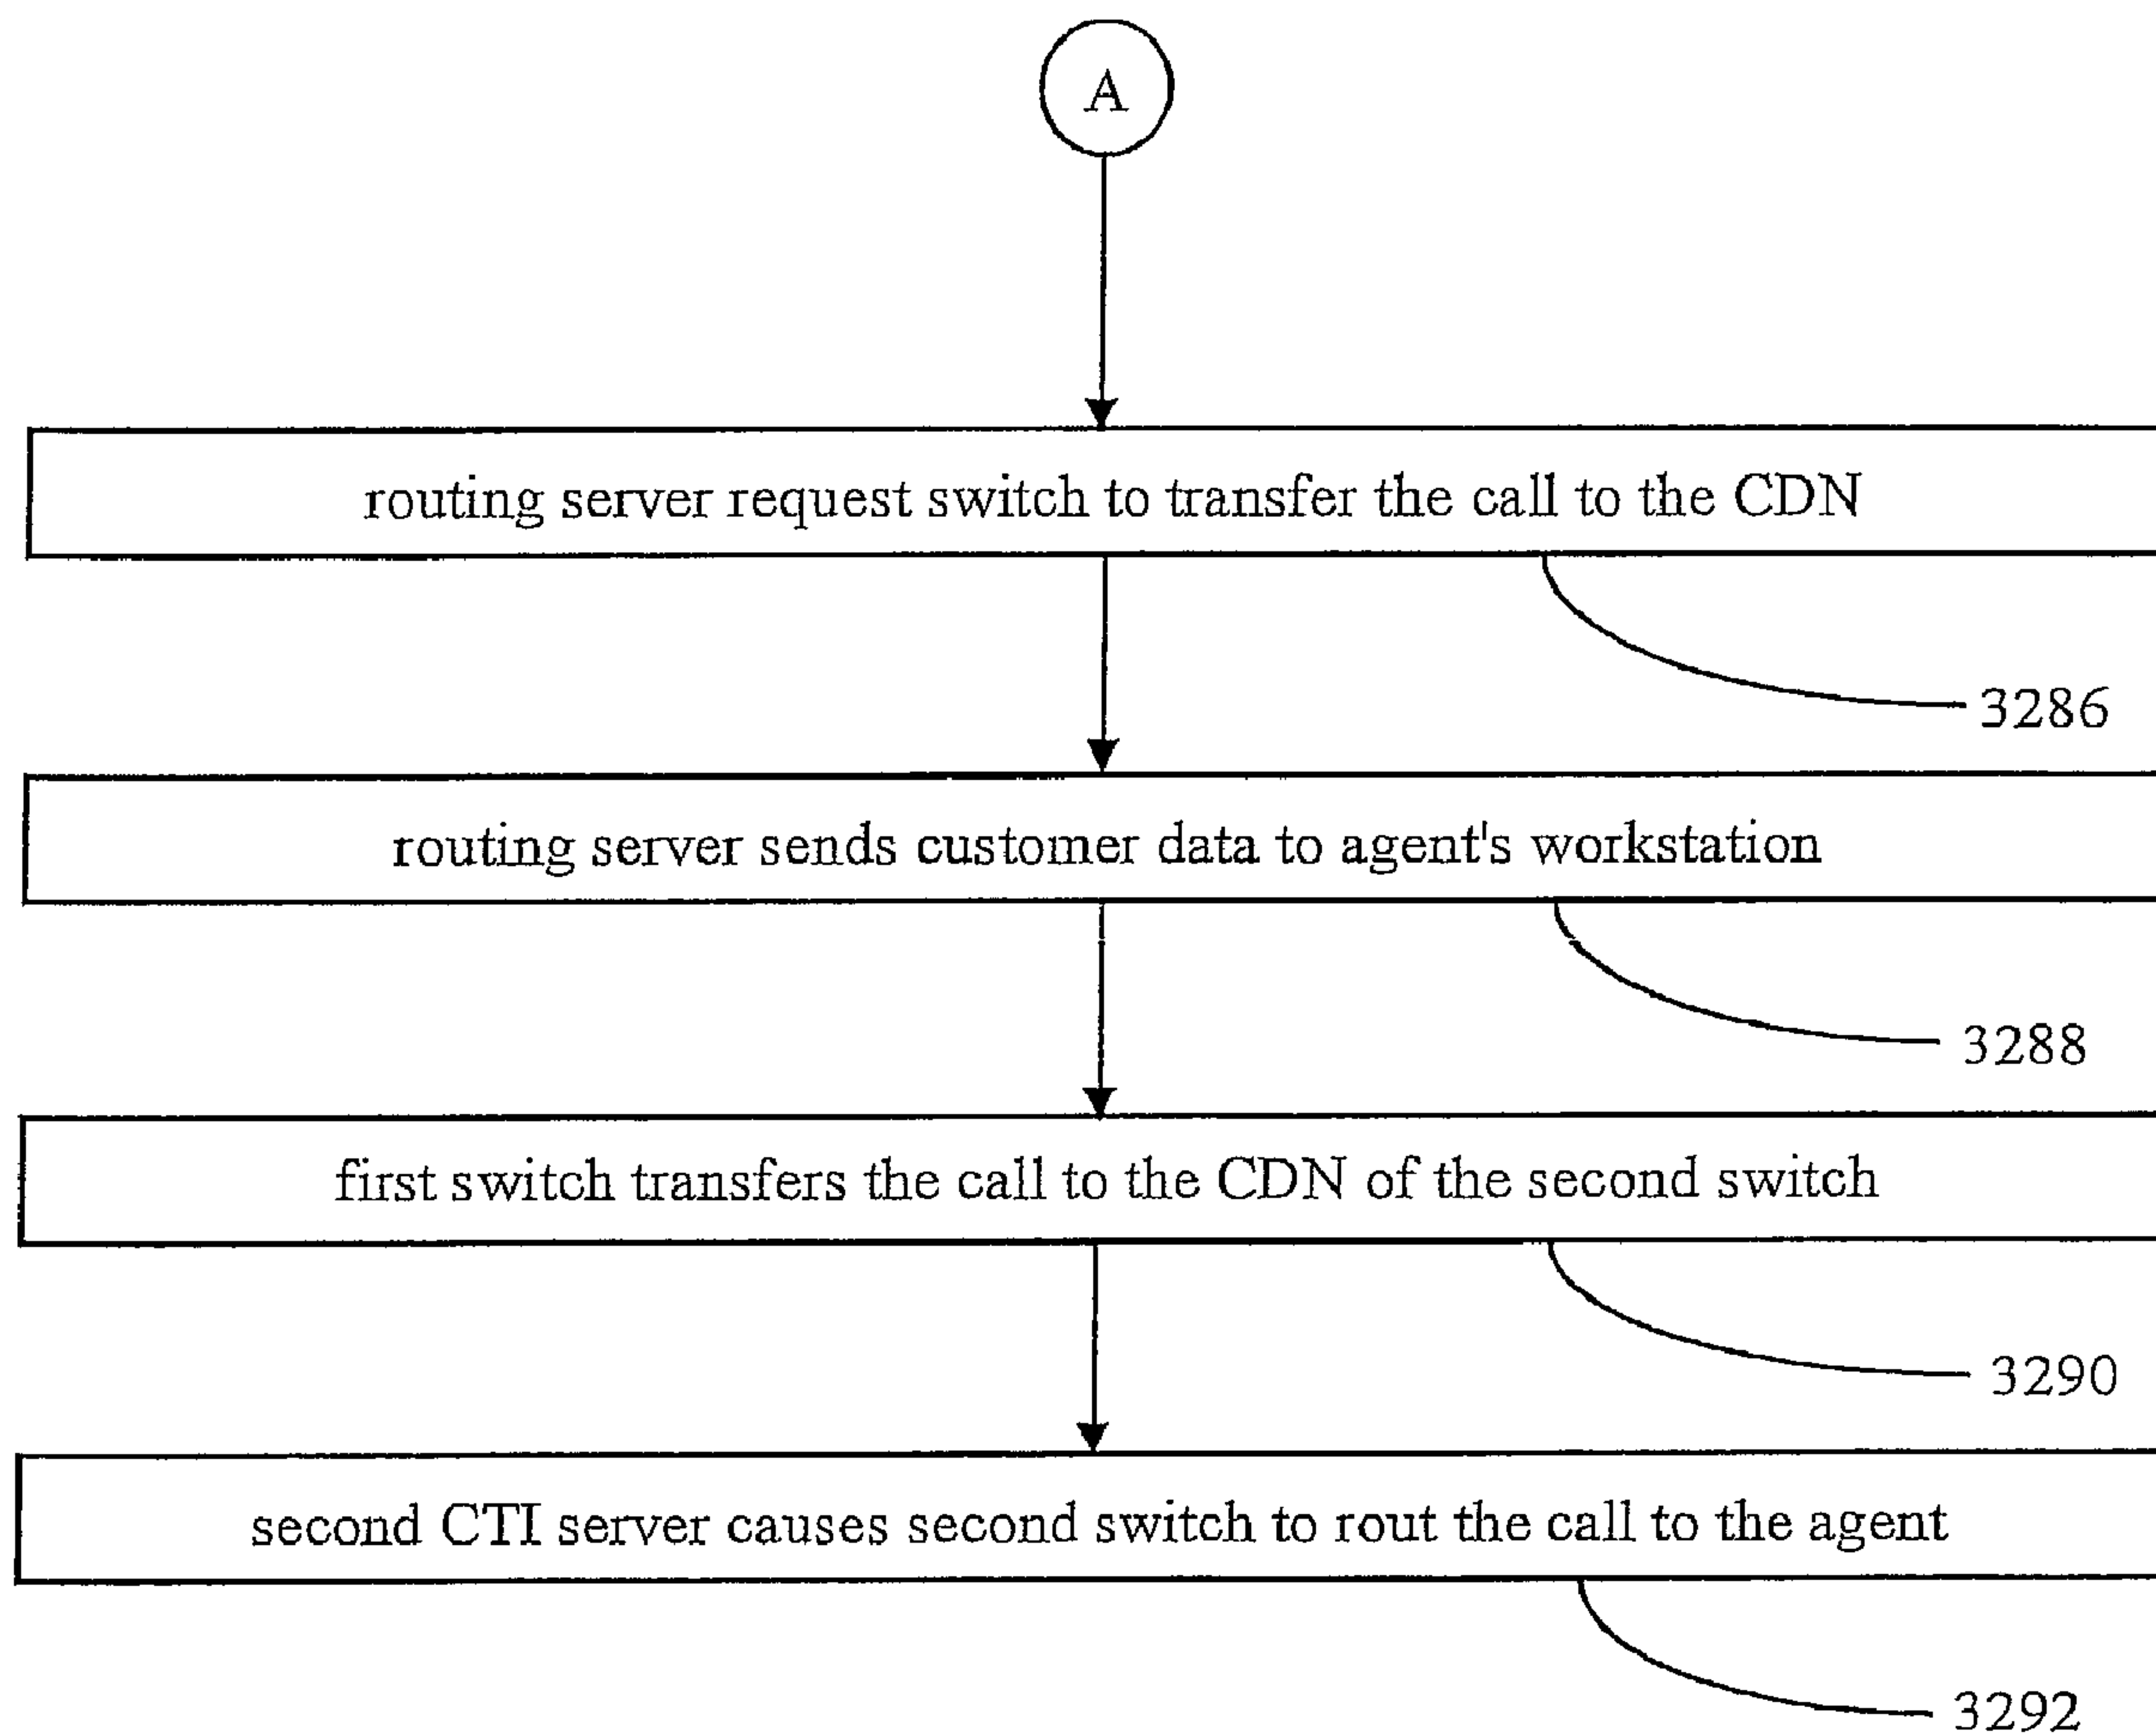 A
routing server request switch to transfer the call to the CDN
3286
routing server sends customer data to agent's workstation
3288
first switch transfers the call to the CDN of the second switch
3290
second CTI server causes second switch to rout the call to the agent
3292